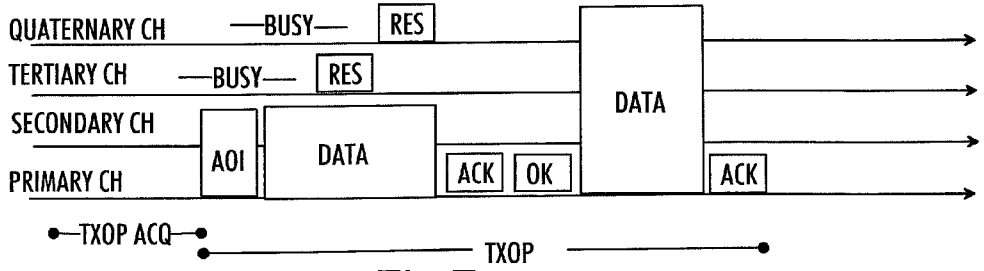 QUATERNARY CH —BUSY— RES
TERTIARY CH —BUSY— RES
DATA
SECONDARY CH
AOI DATA
PRIMARY CH ACK OK ACK
TXOP ACQ
TXOP